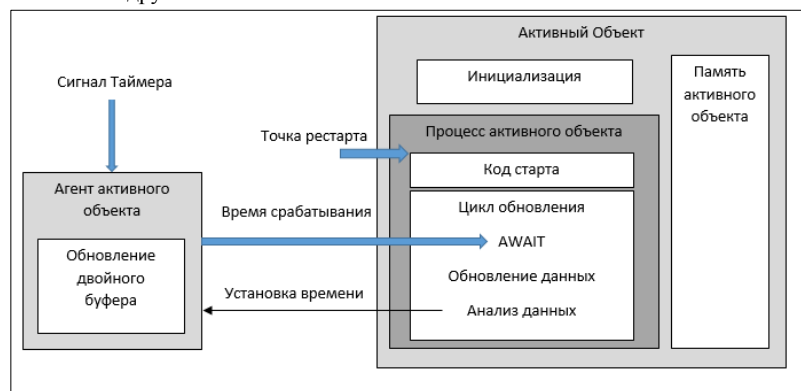 Активный Объект
Сигнал Таймера
Инициализация
Память
активного
объекта
Точка рестарта
Процесс активного объекта
Код старта
Агент активного
объекта
Время срабатывания
Цикл обновления
AWAIT
Обновление
двойного
буфера
Обновление данных
Установка времени
Анализ данных